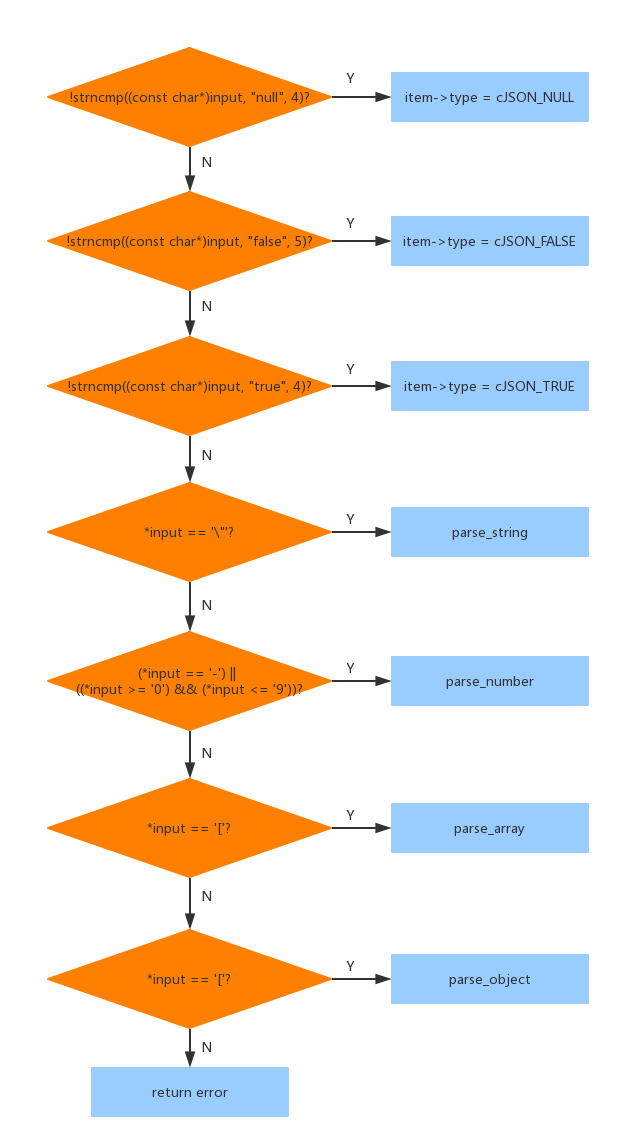 !strncmp((const char*)input, "null", 4)?
Y
item->type = cJSON_NULL
N
!strncmp((const char*)input, "false", 5)?
Y
item->type = cJSON_FALSE
N
!strncmp((const char*)input, "true", 4)?
Y
item->type = cJSON_TRUE
N
*input == '\"'?
Y
parse_string
N
(*input == '-') ||
((*input >= '0') && (*input <= '9'))?
Y
parse_number
N
*input == '['?
Y
parse_array
N
*input == '['?
Y
parse_object
N
return error